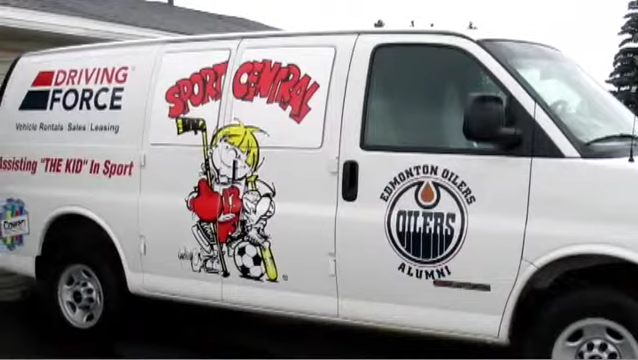 DRIVING
FORCE
Vehicle Rentals Sales Leasing
Assisting "THE KID" In Sport
SPORT CENTRAL
EDMONTON OILERS
OILERS
ALUMNI